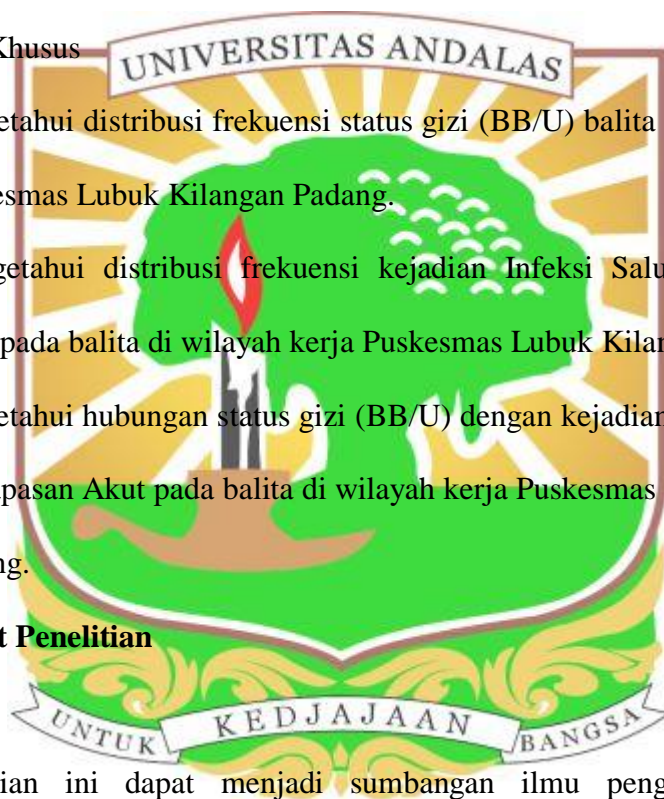 Khusus
UNIVERSITAS ANDALAS
etahui distribusi frekuensi status gizi (BB/U) balita
esmas Lubuk Kilangan Padang.
getahui distribusi frekuensi kejadian Infeksi Salu
pada balita di wilayah kerja Puskesmas Lubuk Kilan
etahui hubungan status gizi (BB/U) dengan kejadian
apasan Akut pada balita di wilayah kerja Puskesmas
ng.
t Penelitian
UNTUK KEDJAJAAN BANGSA
ian ini dapat menjadi sumbangan ilmu peng